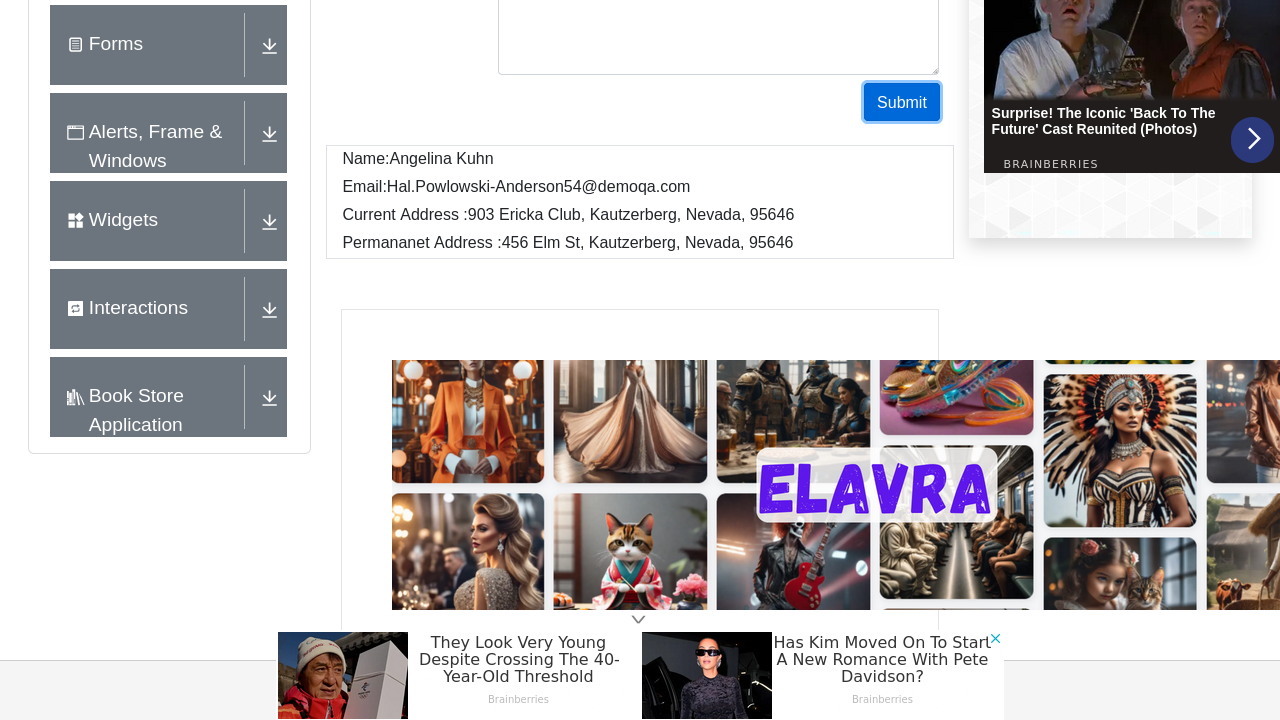 Forms
Alerts, Frame &
Windows
Widgets
Interactions
Book Store
Application
Submit
Name:Angelina Kuhn
Email:Hal.Powlowski-Anderson54@demoqa.com
Current Address :903 Ericka Club, Kautzerberg, Nevada, 95646
Permananet Address :456 Elm St, Kautzerberg, Nevada, 95646
Surprise! The Iconic 'Back To The
Future' Cast Reunited (Photos)
BRAINBERRIES
ELAVRA
They Look Very Young
Despite Crossing The 40-
Year-Old Threshold
Brainberries
Has Kim Moved On To Start
A New Romance With Pete
Davidson?
Brainberries